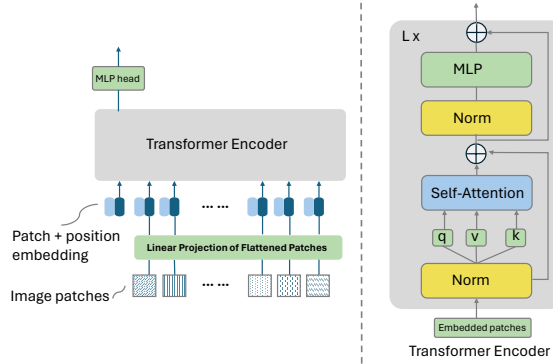 MLP head
Transformer Encoder
... ...
Patch + position
embedding
Linear Projection of Flattened Patches
Image patches
... ...
L x
MLP
Norm
Self-Attention
q v k
Norm
Embedded patches
Transformer Encoder